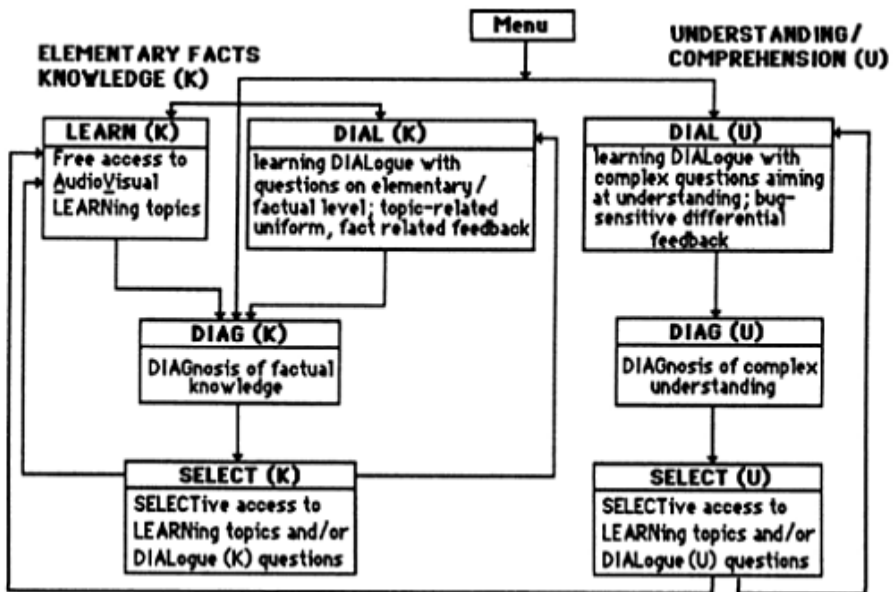 Menu
ELEMENTARY FACTS
KNOWLEDGE (K)
UNDERSTANDING/
COMPREHENSION (U)
LEARN (K)
Free access to
AudioVisual
LEARNing topics
DIAL (K)
learning DIALogue with
questions on elementary/
factual level; topic-related
uniform, fact related feedback
DIAL (U)
learning DIALogue with
complex questions aiming
at understanding; bug-
sensitive differential
feedback
DIAG (K)
DIAGnosis of factual
knowledge
DIAG (U)
DIAGnosis of complex
understanding
SELECT (K)
SELECTive access to
LEARNing topics and/or
DIALogue (K) questions
SELECT (U)
SELECTive access to
LEARNing topics and/or
DIALogue (U) questions